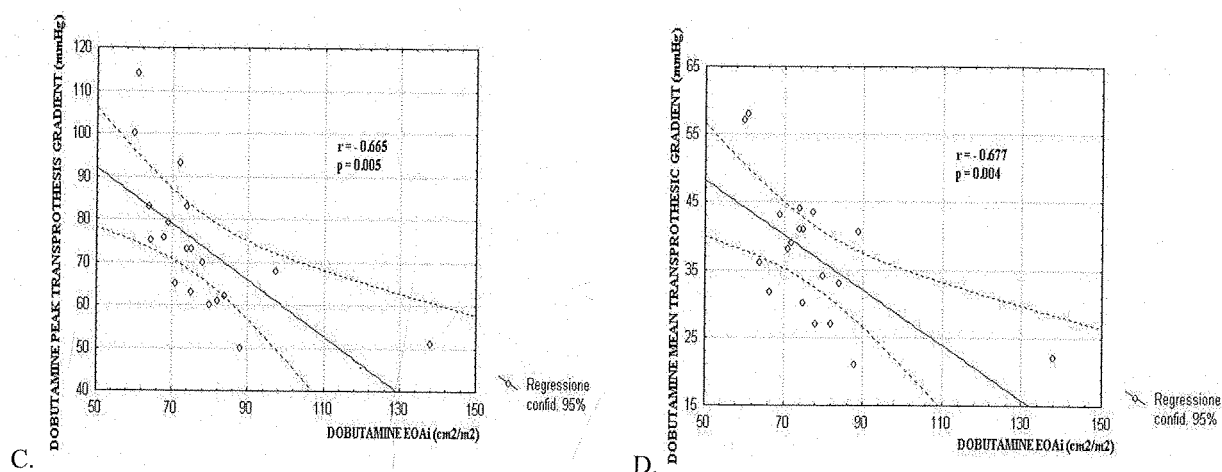 DOBUTAMINE PEAK TRANSPROTHESIS GRADIENT (mmHg)
120
110
100
90
80
70
60
50
40
r = - 0.665
p = 0.005
50
70
90
110
130
150
DOBUTAMINE EOAi (cm2/m2)
Regressione
confid. 95%
C.
DOBUTAMINE MEAN TRANSPROTHESIC GRADIENT (mmHg)
65
55
45
35
25
15
r = - 0.677
p = 0.004
50
70
90
110
130
150
DOBUTAMINE EOAi (cm2/m2)
Regressione
confid. 95%
D.